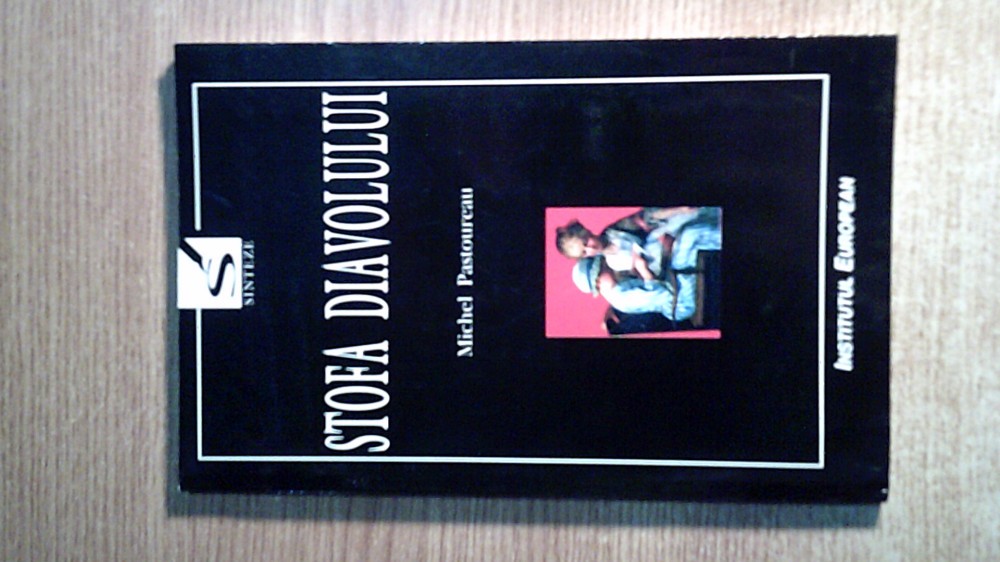 S
SINTEZE
STOFA DIAVOLULUI
Michel Pastoureau
INSTITUTUL EUROPEAN